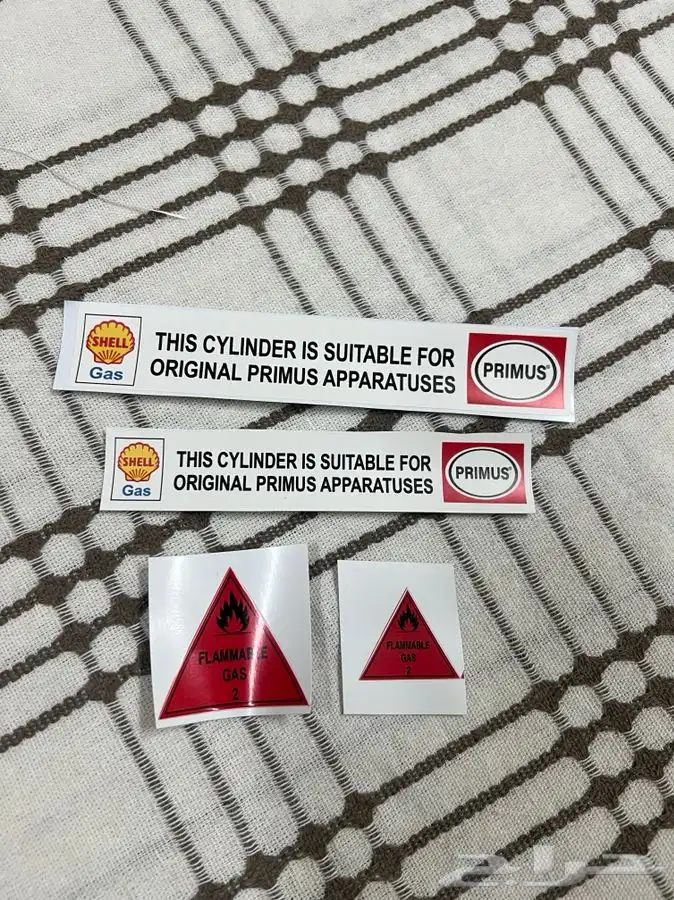 SHELL
Gas
THIS CYLINDER IS SUITABLE FOR
ORIGINAL PRIMUS APPARATUSES
PRIMUS®
SHELL
Gas
THIS CYLINDER IS SUITABLE FOR
ORIGINAL PRIMUS APPARATUSES
PRIMUS®
FLAMMABLE
GAS
2
FLAMMABLE
GAS
2
حراج